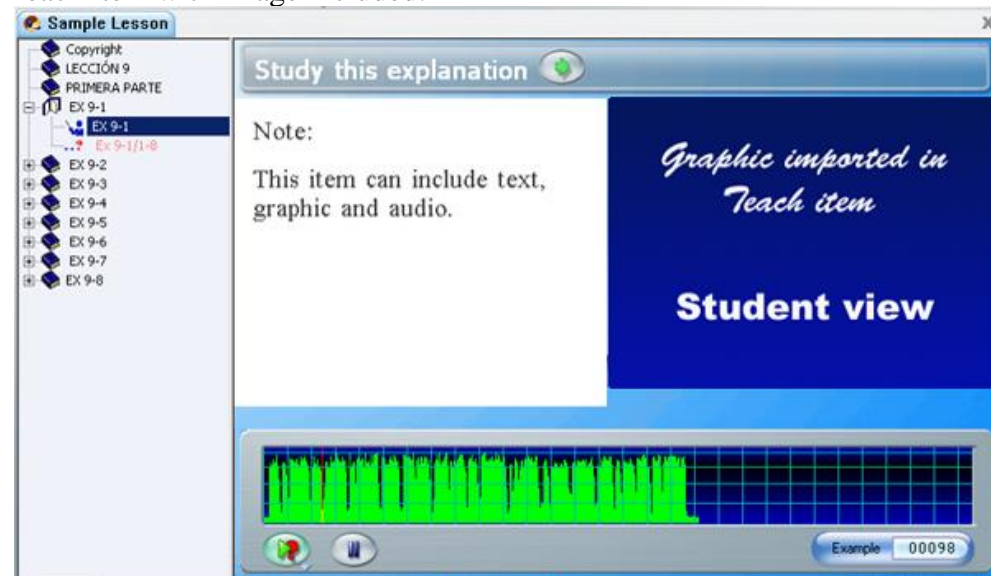 Sample Lesson
Copyright
LECCIÓN 9
PRIMERA PARTE
EX 9-1
EX 9-1
Ex 9-1/1-8
EX 9-2
EX 9-3
EX 9-4
EX 9-5
EX 9-6
EX 9-7
EX 9-8
Study this explanation
Note:
This item can include text,
graphic and audio.
Graphic imported in
Teach item
Student view
Example 00098